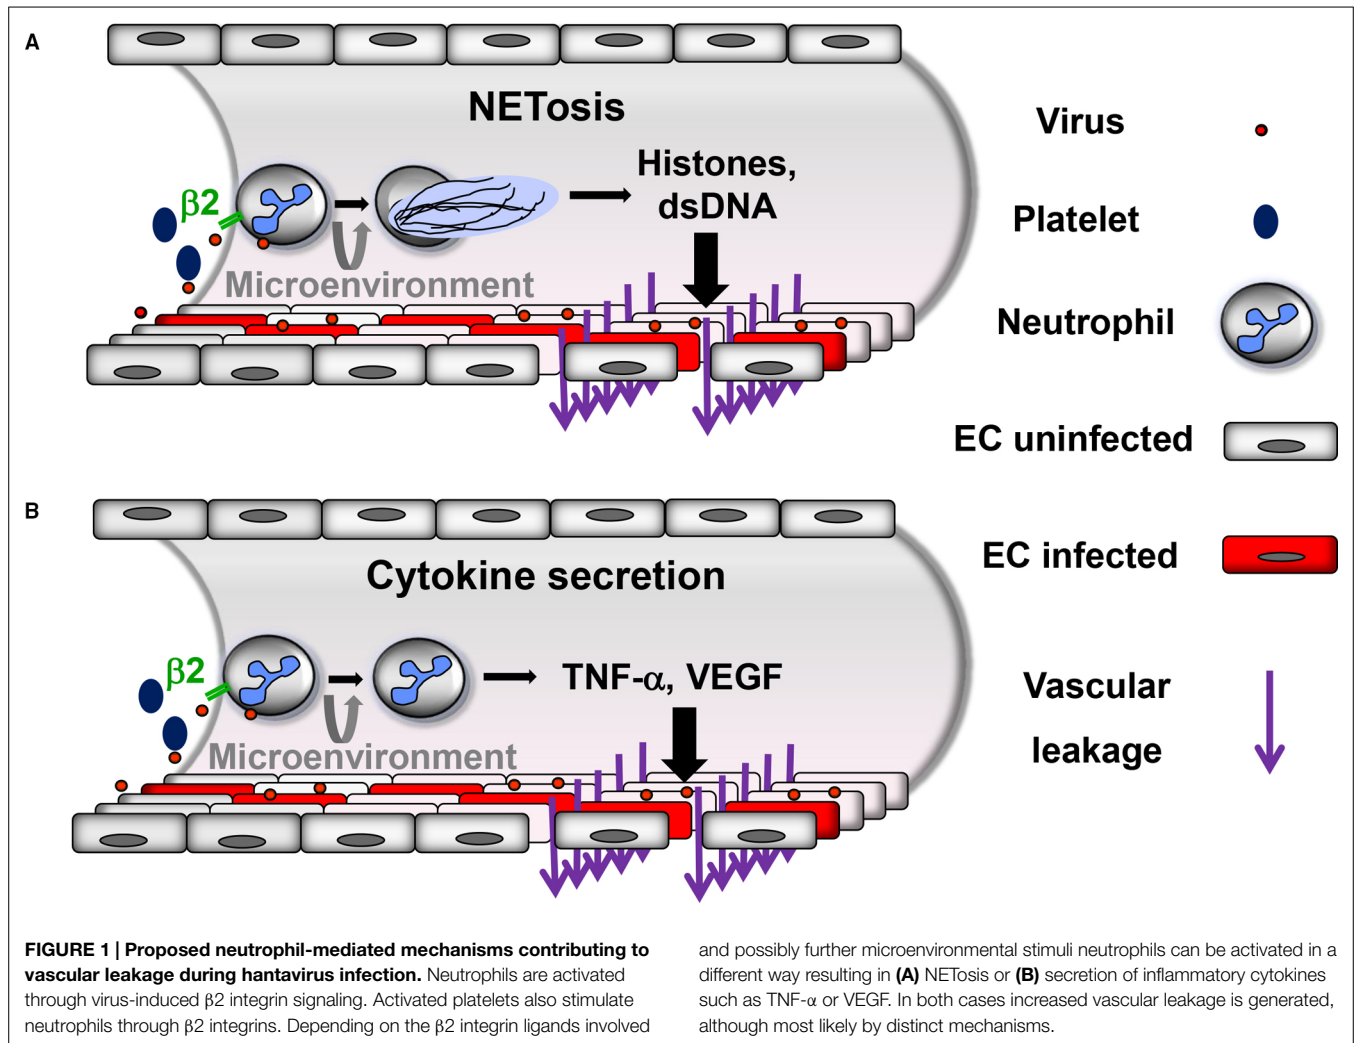 A
NETosis
Histones,
dsDNA
β2
Microenvironment
B
Cytokine secretion
β2
TNF-α, VEGF
Microenvironment
Virus
Platelet
Neutrophil
EC uninfected
EC infected
Vascular
leakage
FIGURE 1 | Proposed neutrophil-mediated mechanisms contributing to
vascular leakage during hantavirus infection. Neutrophils are activated
through virus-induced β2 integrin signaling. Activated platelets also stimulate
neutrophils through β2 integrins. Depending on the β2 integrin ligands involved
and possibly further microenvironmental stimuli neutrophils can be activated in a
different way resulting in (A) NETosis or (B) secretion of inflammatory cytokines
such as TNF-α or VEGF. In both cases increased vascular leakage is generated,
although most likely by distinct mechanisms.